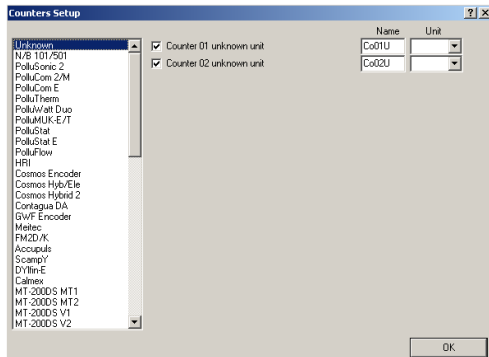 Counters Setup
Name Unit
Unknown
N/B 101/501
PolluSonic 2
PolluCom 2/M
PolluCom E
PolluTherm
PolluWatt Duo
PolluMUK-E/T
PolluStat
PolluStat E
PolluFlow
HRI
Cosmos Encoder
Cosmos Hyb/Ele
Cosmos Hybrid 2
Contagua DA
GWF Encoder
Meitec
FM2D/K
Accupuls
ScampY
DYlfin-E
Calmex
MT-200DS MT1
MT-200DS MT2
MT-200DS V1
MT-200DS V2
Counter 01 unknown unit Co01U
Counter 02 unknown unit Co02U
OK